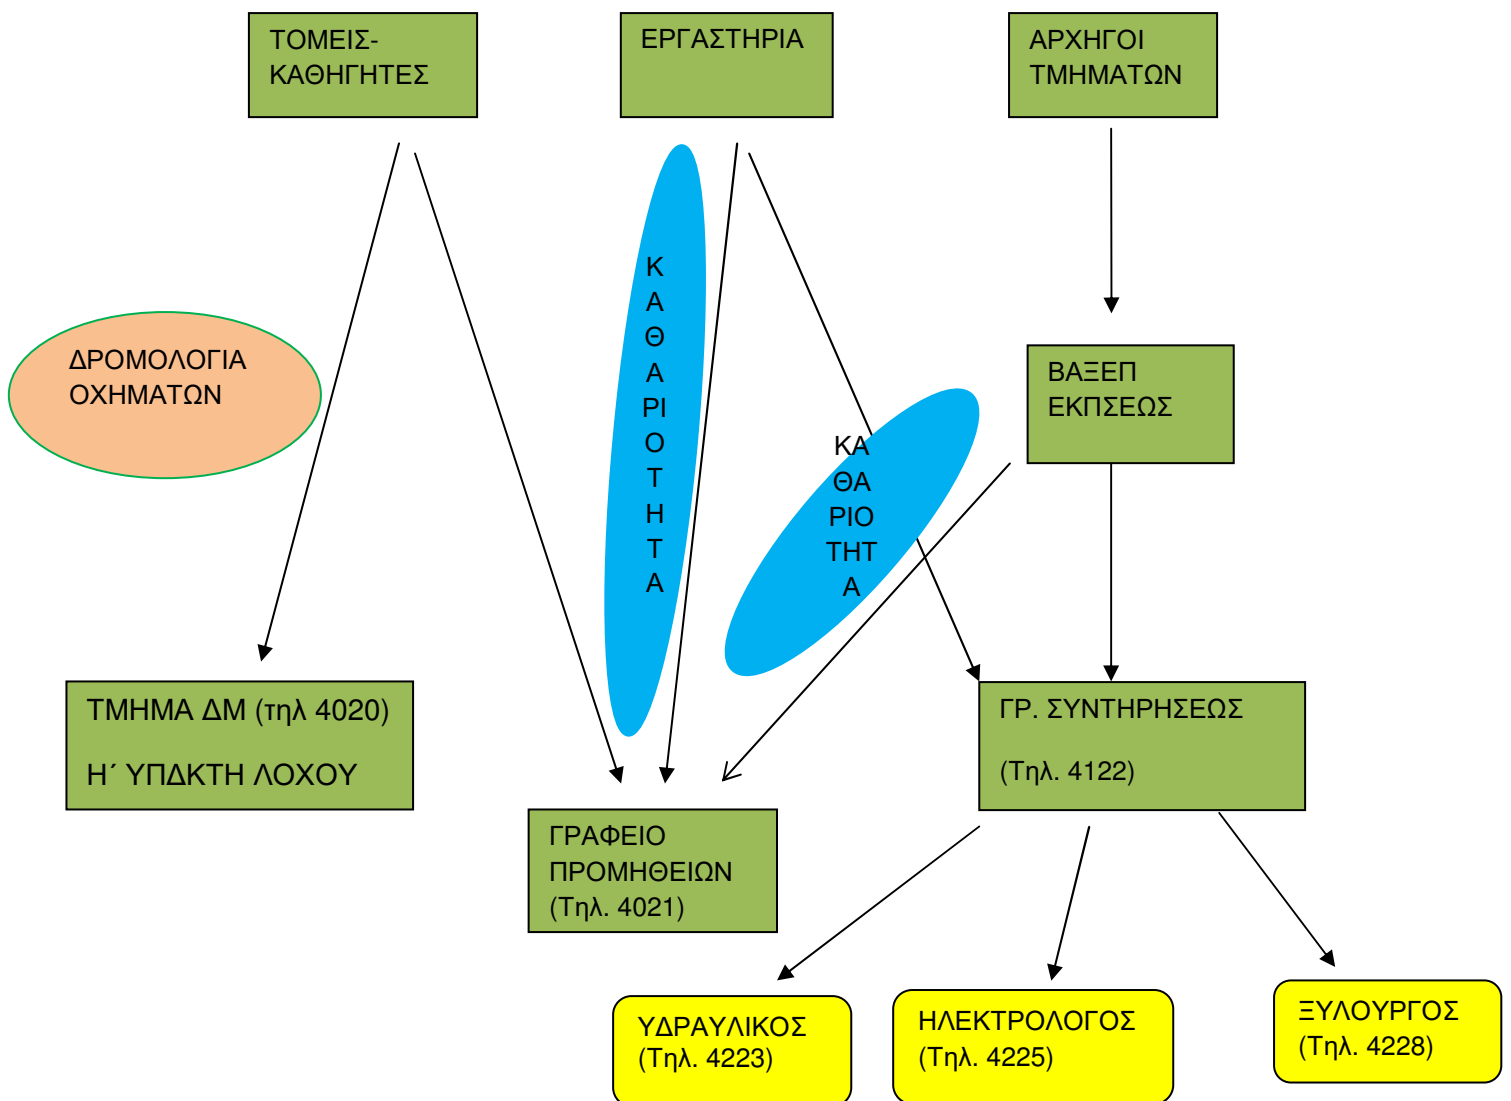 ΤΟΜΕΙΣ-
ΚΑΘΗΓΗΤΕΣ
ΕΡΓΑΣΤΗΡΙΑ
ΑΡΧΗΓΟΙ
ΤΜΗΜΑΤΩΝ
ΔΡΟΜΟΛΟΓΙΑ
ΟΧΗΜΑΤΩΝ
Κ
Α
Θ
Α
ΡΙ
Ο
Τ
Η
Τ
Α
ΒΑΞΕΠ
ΕΚΠΣΕΩΣ
ΚΑ
ΘΑ
ΡΙΟ
ΤΗΤ
Α
ΤΜΗΜΑ ΔΜ (τηλ 4020)
Η΄ ΥΠΔΚΤΗ ΛΟΧΟΥ
ΓΡ. ΣΥΝΤΗΡΗΣΕΩΣ
(Τηλ. 4122)
ΓΡΑΦΕΙΟ
ΠΡΟΜΗΘΕΙΩΝ
(Τηλ. 4021)
ΥΔΡΑΥΛΙΚΟΣ
(Τηλ. 4223)
ΗΛΕΚΤΡΟΛΟΓΟΣ
(Τηλ. 4225)
ΞΥΛΟΥΡΓΟΣ
(Τηλ. 4228)